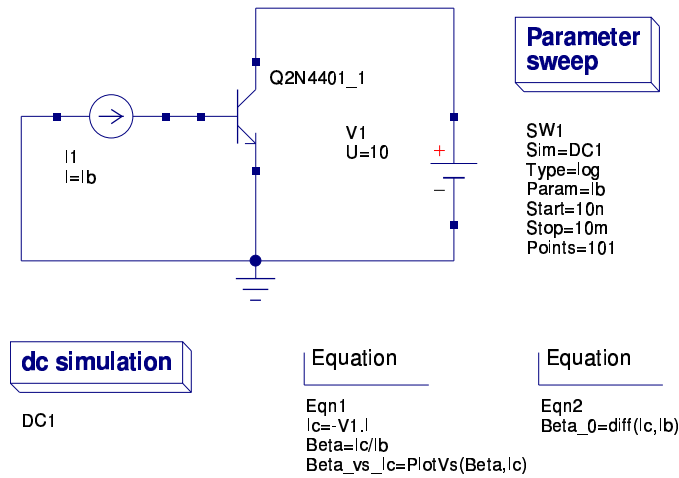 Parameter
sweep
Q2N4401_1
I1
I=Ib
V1
U=10
+
−
SW1
Sim=DC1
Type=log
Param=Ib
Start=10n
Stop=10m
Points=101
dc simulation
DC1
Equation
Eqn1
Ic=-V1.I
Beta=Ic/Ib
Beta_vs_Ic=PlotVs(Beta,Ic)
Equation
Eqn2
Beta_0=diff(Ic,Ib)